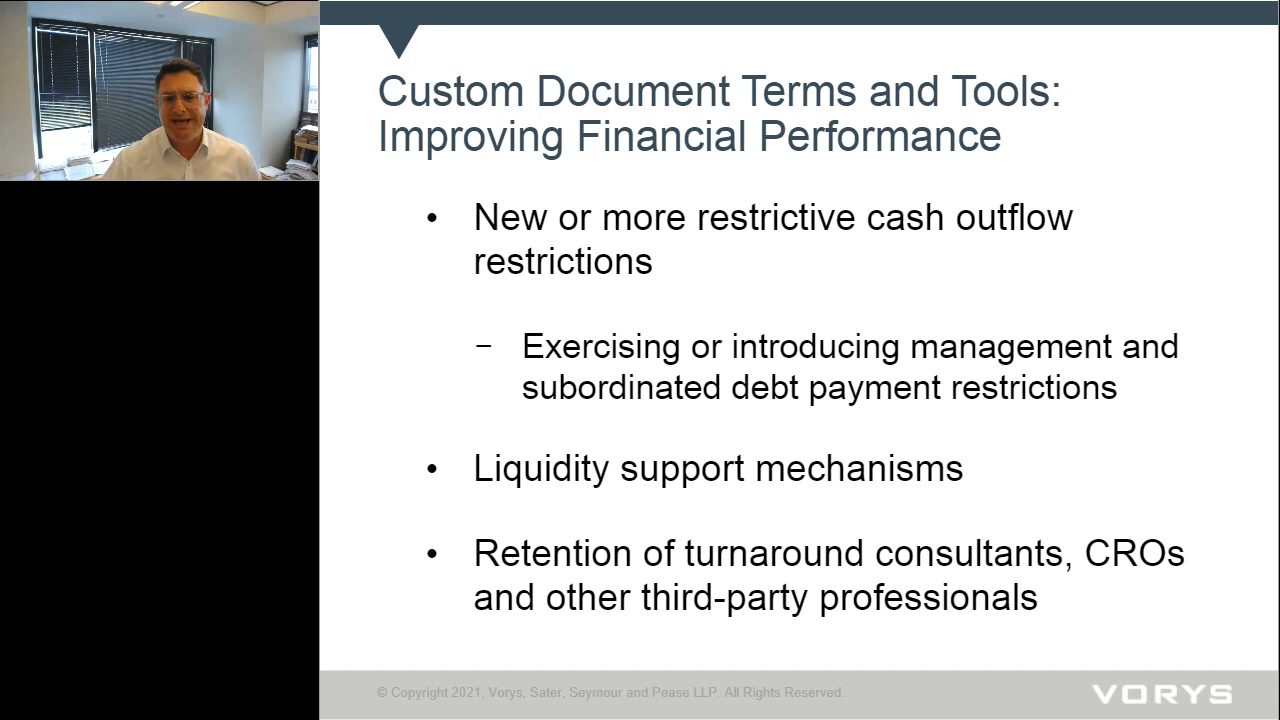 Custom Document Terms and Tools:
Improving Financial Performance
• New or more restrictive cash outflow
restrictions
– Exercising or introducing management and
subordinated debt payment restrictions
• Liquidity support mechanisms
• Retention of turnaround consultants, CROs
and other third-party professionals
© Copyright 2021, Vorys, Sater, Seymour and Pease LLP. All Rights Reserved.
VORYS